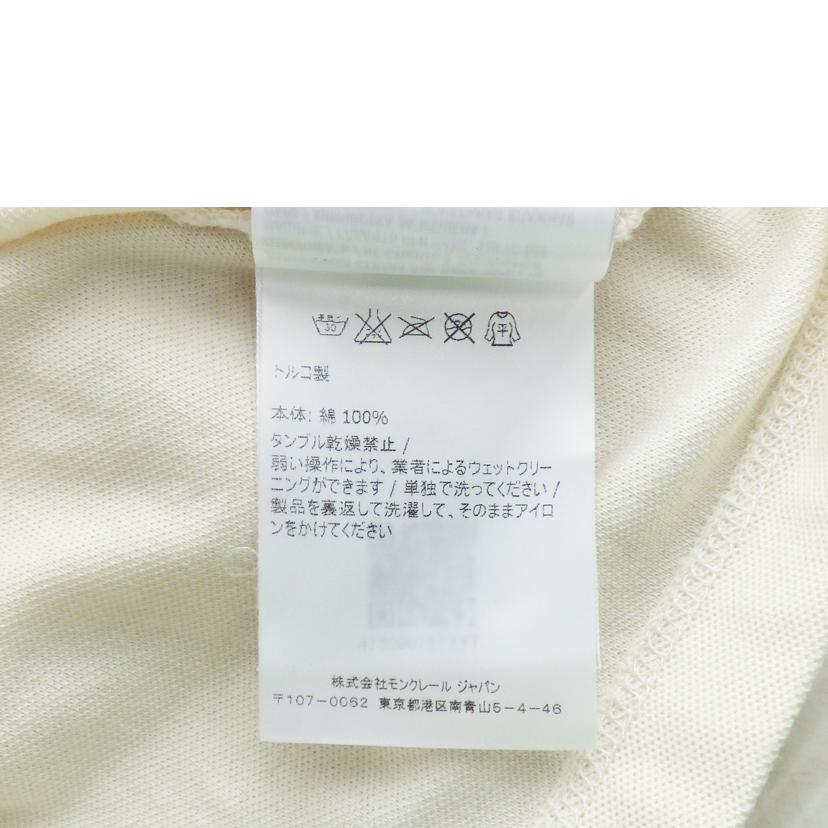 30
平
トルコ製
本体: 綿 100%
タンブル乾燥禁止 /
弱い操作により、業者によるウェットクリー
ニングができます / 単独で洗ってください /
製品を裏返して洗濯して、そのままアイロ
ンをかけてください
株式会社モンクレール ジャパン
〒107-0062 東京都港区南青山5-4-46